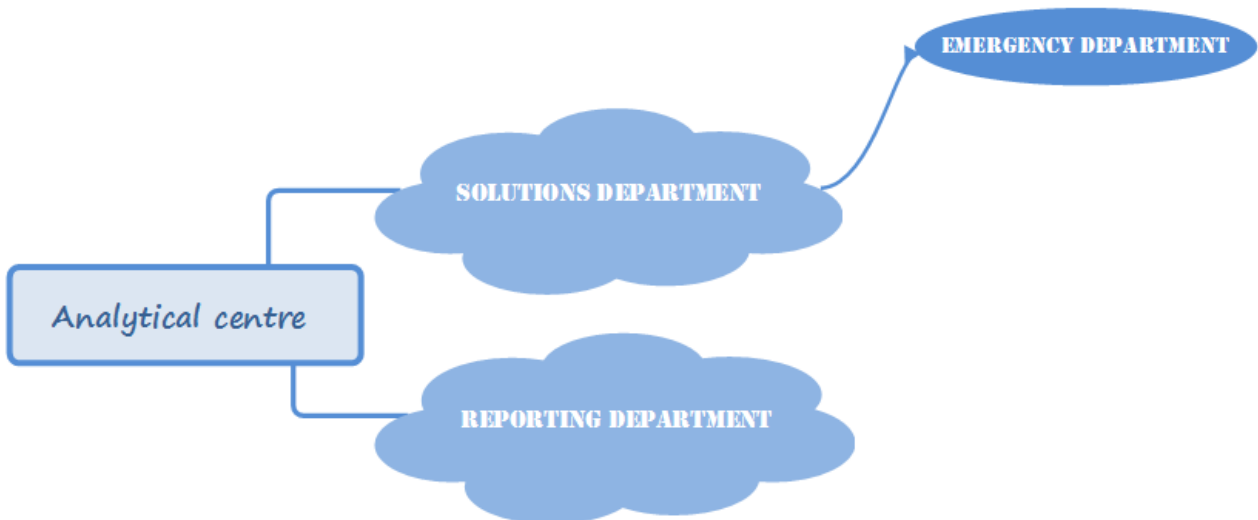 EMERGENCY DEPARTMENT
SOLUTIONS DEPARTMENT
Analytical centre
REPORTING DEPARTMENT